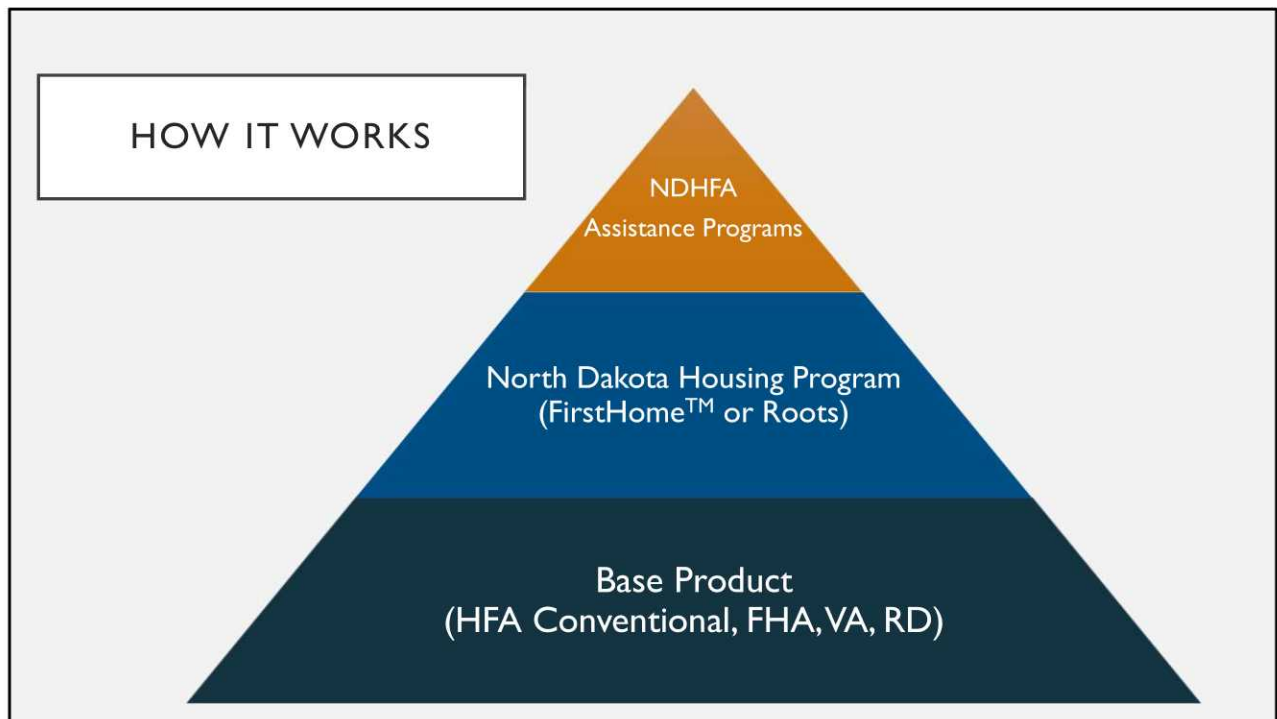 HOW IT WORKS
NDHFA
Assistance Programs
North Dakota Housing Program
(FirstHome™ or Roots)
Base Product
(HFA Conventional, FHA, VA, RD)